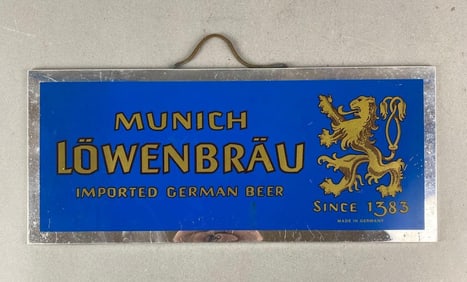 MUNICH
LÖWENBRÄU
IMPORTED GERMAN BEER
SINCE 1383
MADE IN GERMANY